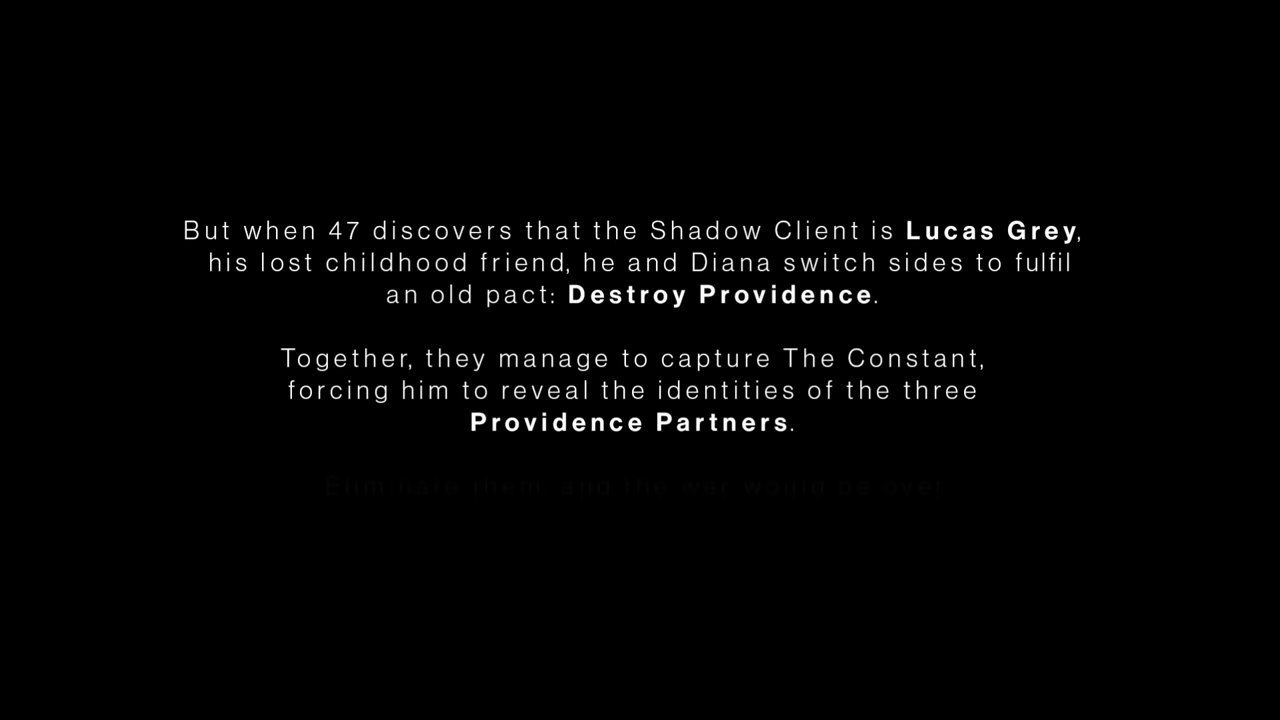 But when 47 discovers that the Shadow Client is Lucas Grey,
his lost childhood friend, he and Diana switch sides to fulfil
an old pact: Destroy Providence.
Together, they manage to capture The Constant,
forcing him to reveal the identities of the three
Providence Partners.
Eliminate them, and the war would be over